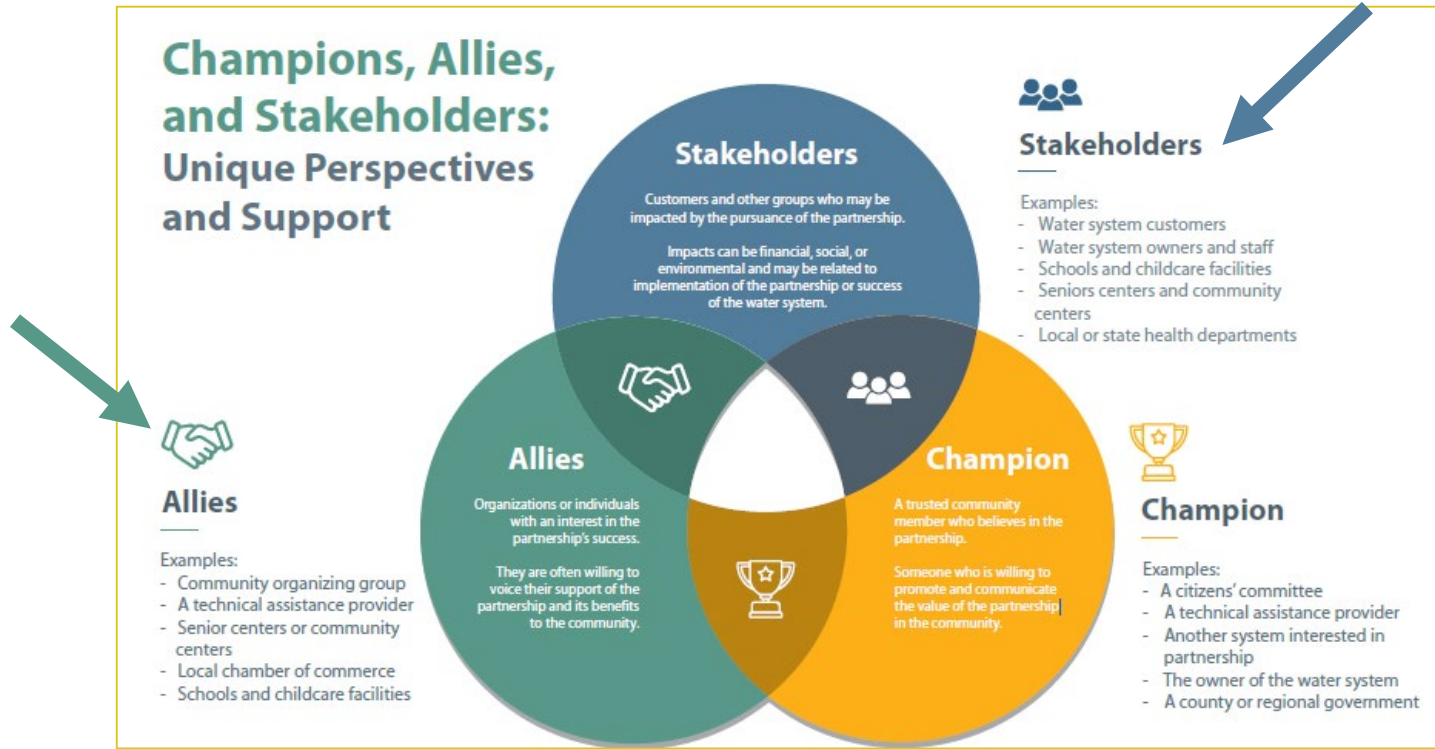 Champions, Allies,
and Stakeholders:
Unique Perspectives
and Support
Stakeholders
Customers and other groups who may be
impacted by the pursuance of the partnership.
Impacts can be financial, social, or
environmental and may be related to
implementation of the partnership or success
of the water system.
Stakeholders
Examples:
- Water system customers
- Water system owners and staff
- Schools and childcare facilities
- Seniors centers and community
centers
- Local or state health departments
Allies
Examples:
- Community organizing group
- A technical assistance provider
- Senior centers or community
centers
- Local chamber of commerce
- Schools and childcare facilities
Allies
Organizations or individuals
with an interest in the
partnership's success.
They are often willing to
voice their support of the
partnership and its benefits
to the community.
Champion
A trusted community
member who believes in the
partnership.
Someone who is willing to
promote and communicate
the value of the partnership
in the community.
Champion
Examples:
- A citizens' committee
- A technical assistance provider
- Another system interested in
partnership
- The owner of the water system
- A county or regional government